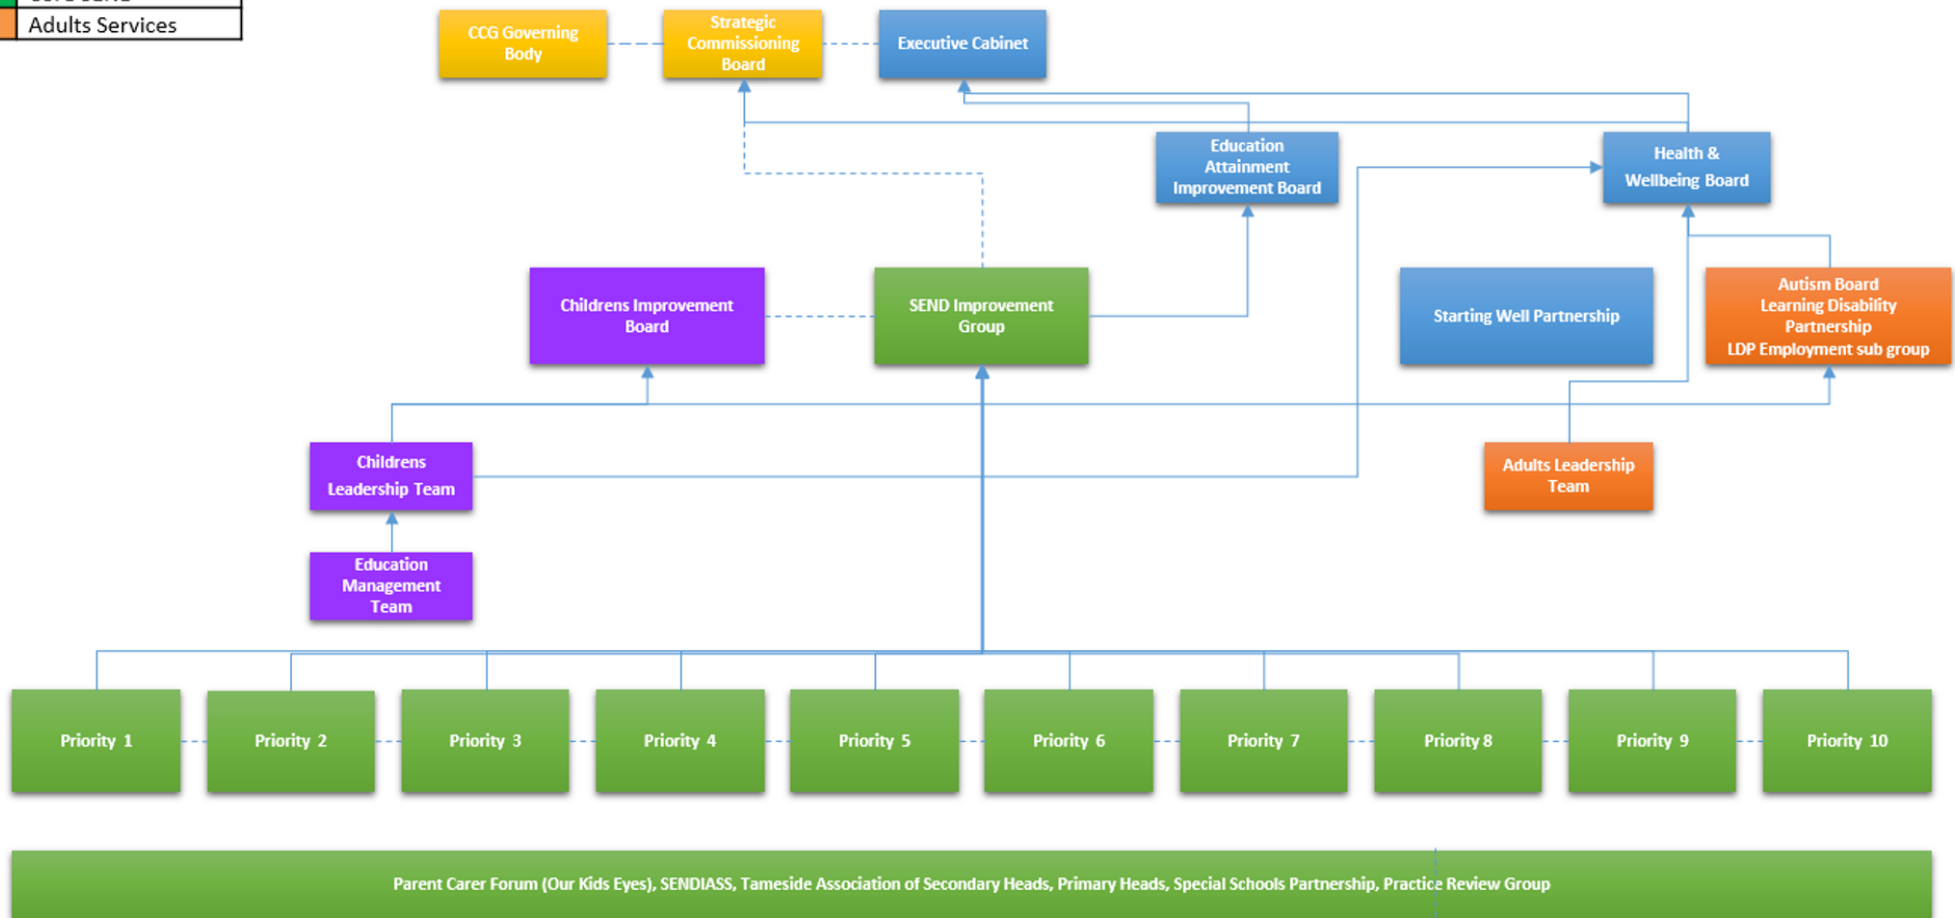 Adults Services
CCG Governing
Body
Strategic
Commissioning
Board
Executive Cabinet
Education
Attainment
Improvement Board
Health &
Wellbeing Board
Childrens Improvement
Board
SEND Improvement
Group
Starting Well Partnership
Autism Board
Learning Disability
Partnership
LDP Employment sub group
Childrens
Leadership Team
Adults Leadership
Team
Education
Management
Team
Priority 1
Priority 2
Priority 3
Priority 4
Priority 5
Priority 6
Priority 7
Priority 8
Priority 9
Priority 10
Parent Carer Forum (Our Kids Eyes), SENDIASS, Tameside Association of Secondary Heads, Primary Heads, Special Schools Partnership, Practice Review Group